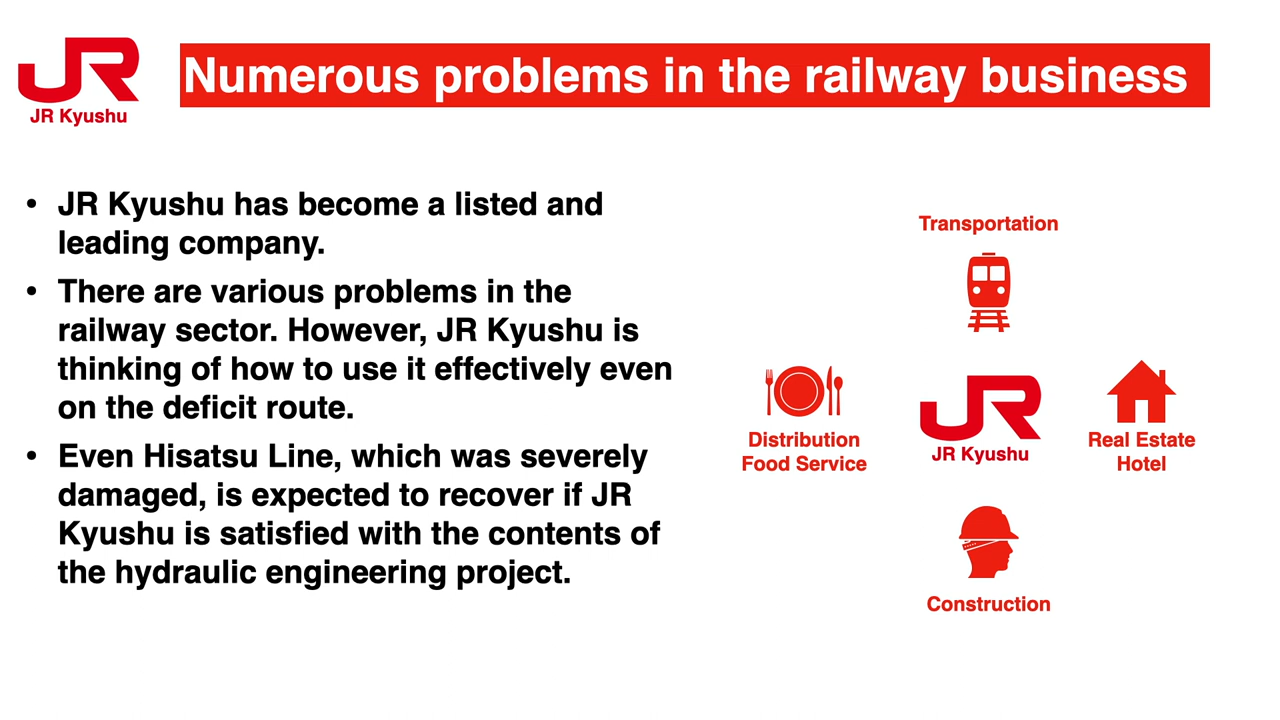 JR
JR Kyushu
Numerous problems in the railway business
• JR Kyushu has become a listed and
leading company.
• There are various problems in the
railway sector. However, JR Kyushu is
thinking of how to use it effectively even
on the deficit route.
• Even Hisatsu Line, which was severely
damaged, is expected to recover if JR
Kyushu is satisfied with the contents of
the hydraulic engineering project.
Transportation
Distribution
Food Service
JR
JR Kyushu
Real Estate
Hotel
Construction